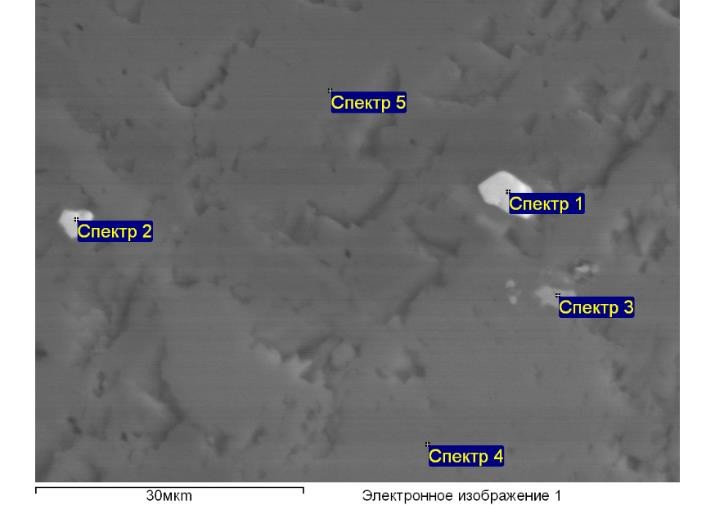 Спектр 5
Спектр 1
Спектр 2
Спектр 3
Спектр 4
30мкm
Электронное изображение 1